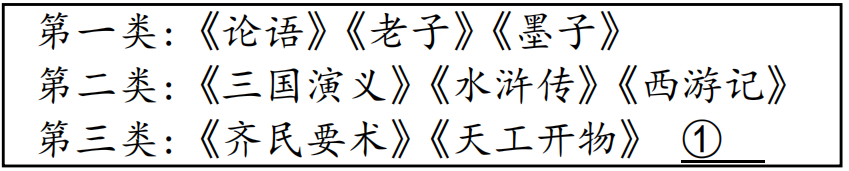 第一类:《论语》《老子》《墨子》
第二类:《三国演义》《水浒传》《西游记》
第三类:《齐民要术》《天工开物》 ①